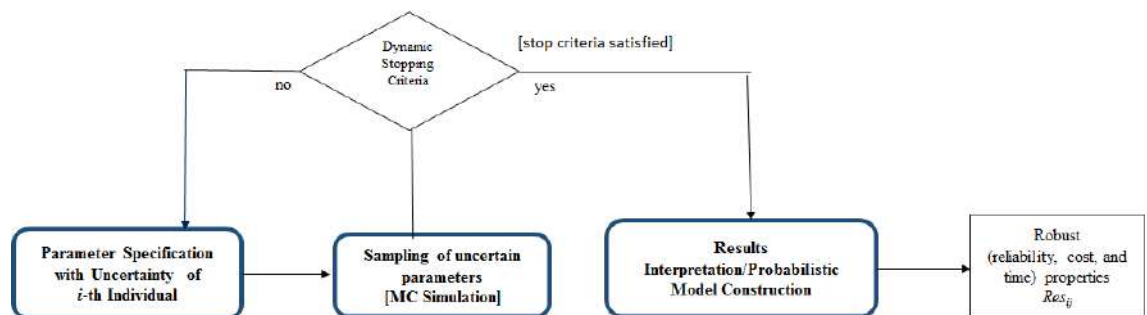 Dynamic
Stopping
Criteria
[stop criteria satisfied]
no
yes
Parameter Specification
with Uncertainty of
i-th Individual
Sampling of uncertain
parameters
[MC Simulation]
Results
Interpretation/Probabilistic
Model Construction
Robust
(reliability, cost, and
time) properties
Res_ij